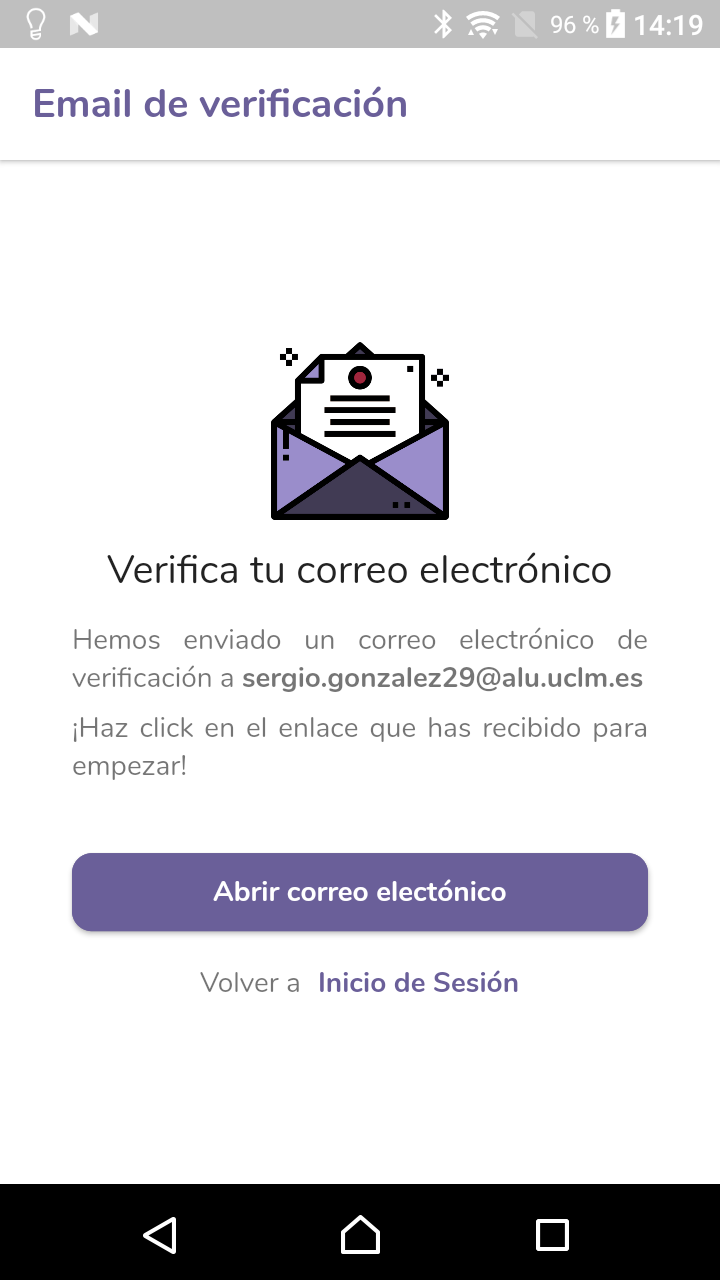 96 % 14:19
Email de verificación
Verifica tu correo electrónico
Hemos enviado un correo electrónico de
verificación a sergio.gonzalez29@alu.uclm.es
¡Haz click en el enlace que has recibido para
empezar!
Abrir correo electónico
Volver a Inicio de Sesión